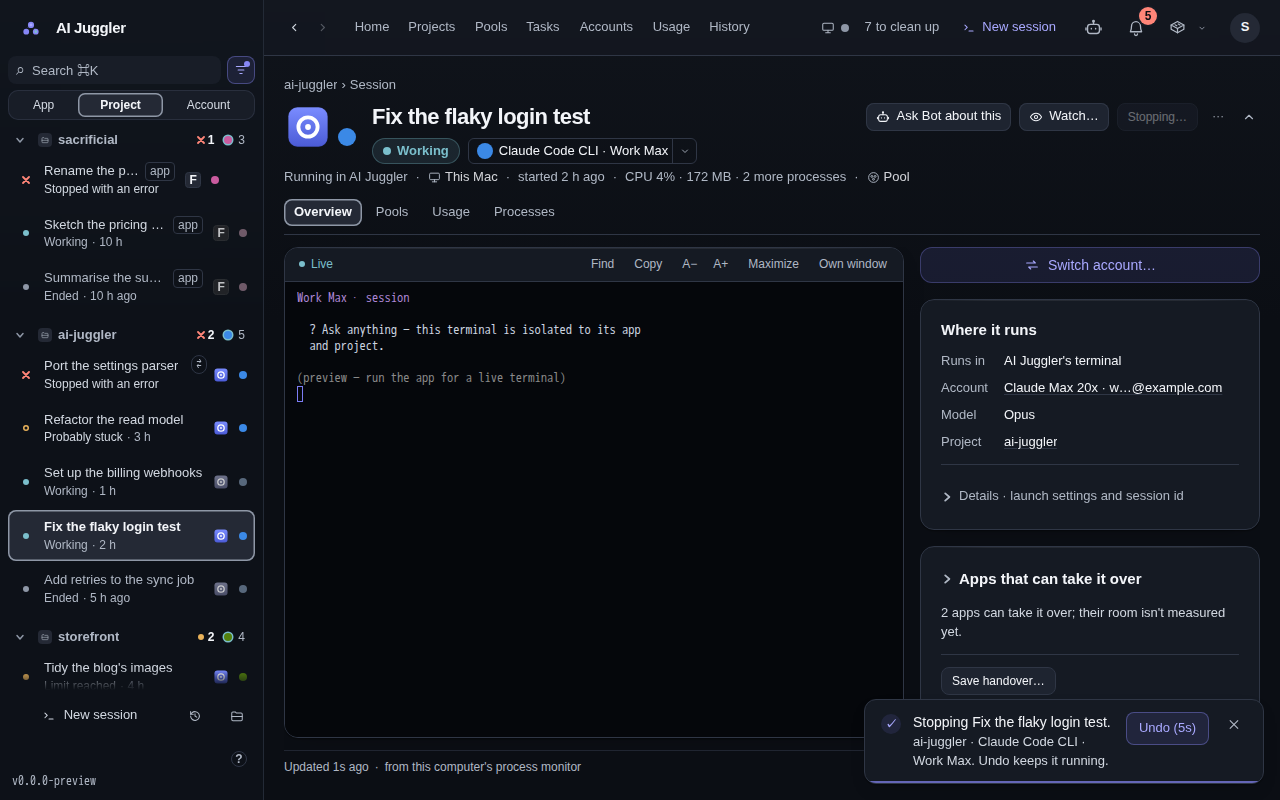 AI Juggler
Search ⌘K
App Project Account
sacrificial 1 3
Rename the p… app F
Stopped with an error
Sketch the pricing … app F
Working · 10 h
Summarise the su… app F
Ended · 10 h ago
ai-juggler 2 5
Port the settings parser
Stopped with an error
Refactor the read model
Probably stuck · 3 h
Set up the billing webhooks
Working · 1 h
Fix the flaky login test
Working · 2 h
Add retries to the sync job
Ended · 5 h ago
storefront 2 4
Tidy the blog's images
Limit reached · 4 h
New session
?
v0.0.0-preview
Home Projects Pools Tasks Accounts Usage History 7 to clean up New session 5 S
ai-juggler › Session
Fix the flaky login test
Ask Bot about this Watch… Stopping… ···
Working Claude Code CLI · Work Max
Running in AI Juggler · This Mac · started 2 h ago · CPU 4% · 172 MB · 2 more processes · Pool
Overview Pools Usage Processes
Live Find Copy A− A+ Maximize Own window
Work Max · session
? Ask anything — this terminal is isolated to its app
and project.
(preview — run the app for a live terminal)
Switch account…
Where it runs
Runs in AI Juggler's terminal
Account Claude Max 20x · w…@example.com
Model Opus
Project ai-juggler
Details · launch settings and session id
Apps that can take it over
2 apps can take it over; their room isn't measured
yet.
Save handover…
Stopping Fix the flaky login test.
ai-juggler · Claude Code CLI ·
Work Max. Undo keeps it running.
Undo (5s)
Updated 1s ago · from this computer's process monitor